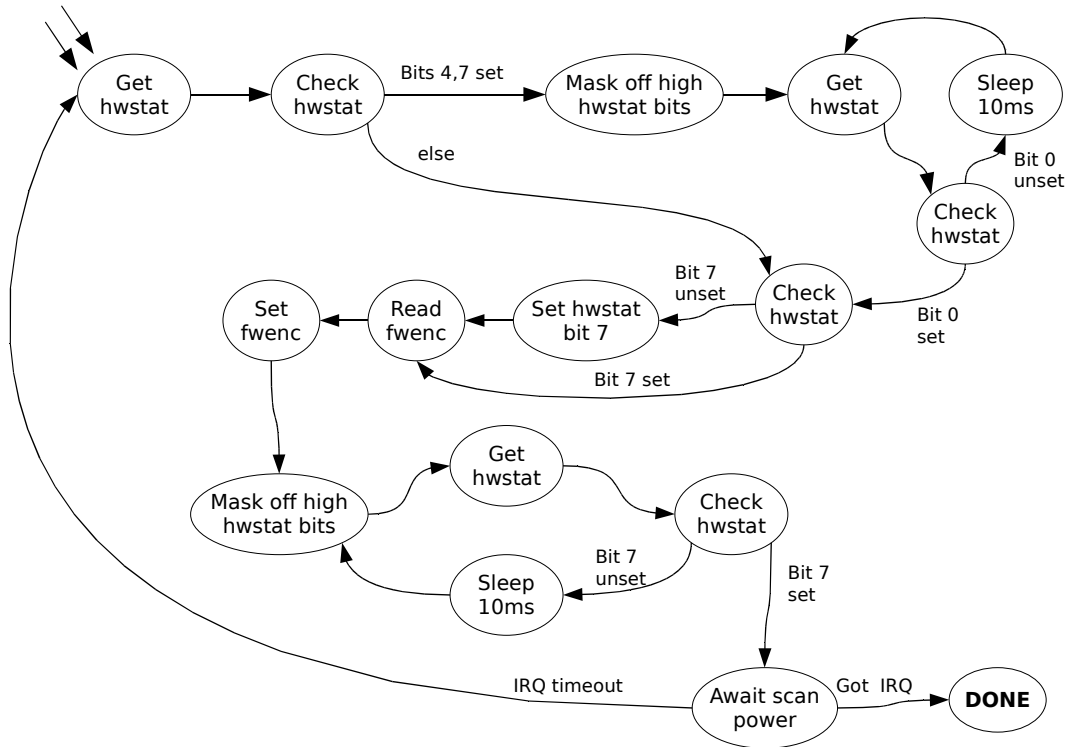 Get
hwstat
Check
hwstat
Bits 4,7 set
Mask off high
hwstat bits
Get
hwstat
Sleep
10ms
else
Bit 0
unset
Check
hwstat
Set
fwenc
Read
fwenc
Set hwstat
bit 7
Bit 7
unset
Check
hwstat
Bit 0
set
Bit 7 set
Get
hwstat
Mask off high
hwstat bits
Check
hwstat
Sleep
10ms
Bit 7
unset
Bit 7
set
IRQ timeout
Await scan
power
Got IRQ
DONE